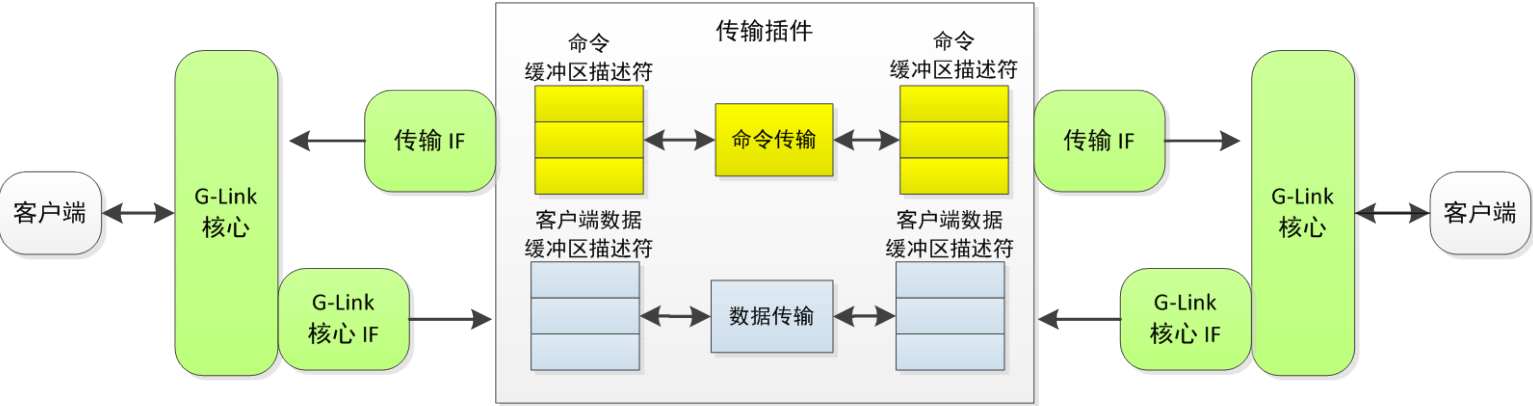 传输插件
命令
缓冲区描述符
命令
缓冲区描述符
传输 IF
命令传输
传输 IF
客户端
G-Link
核心
G-Link
核心
客户端
客户端数据
缓冲区描述符
客户端数据
缓冲区描述符
G-Link
核心 IF
数据传输
G-Link
核心 IF